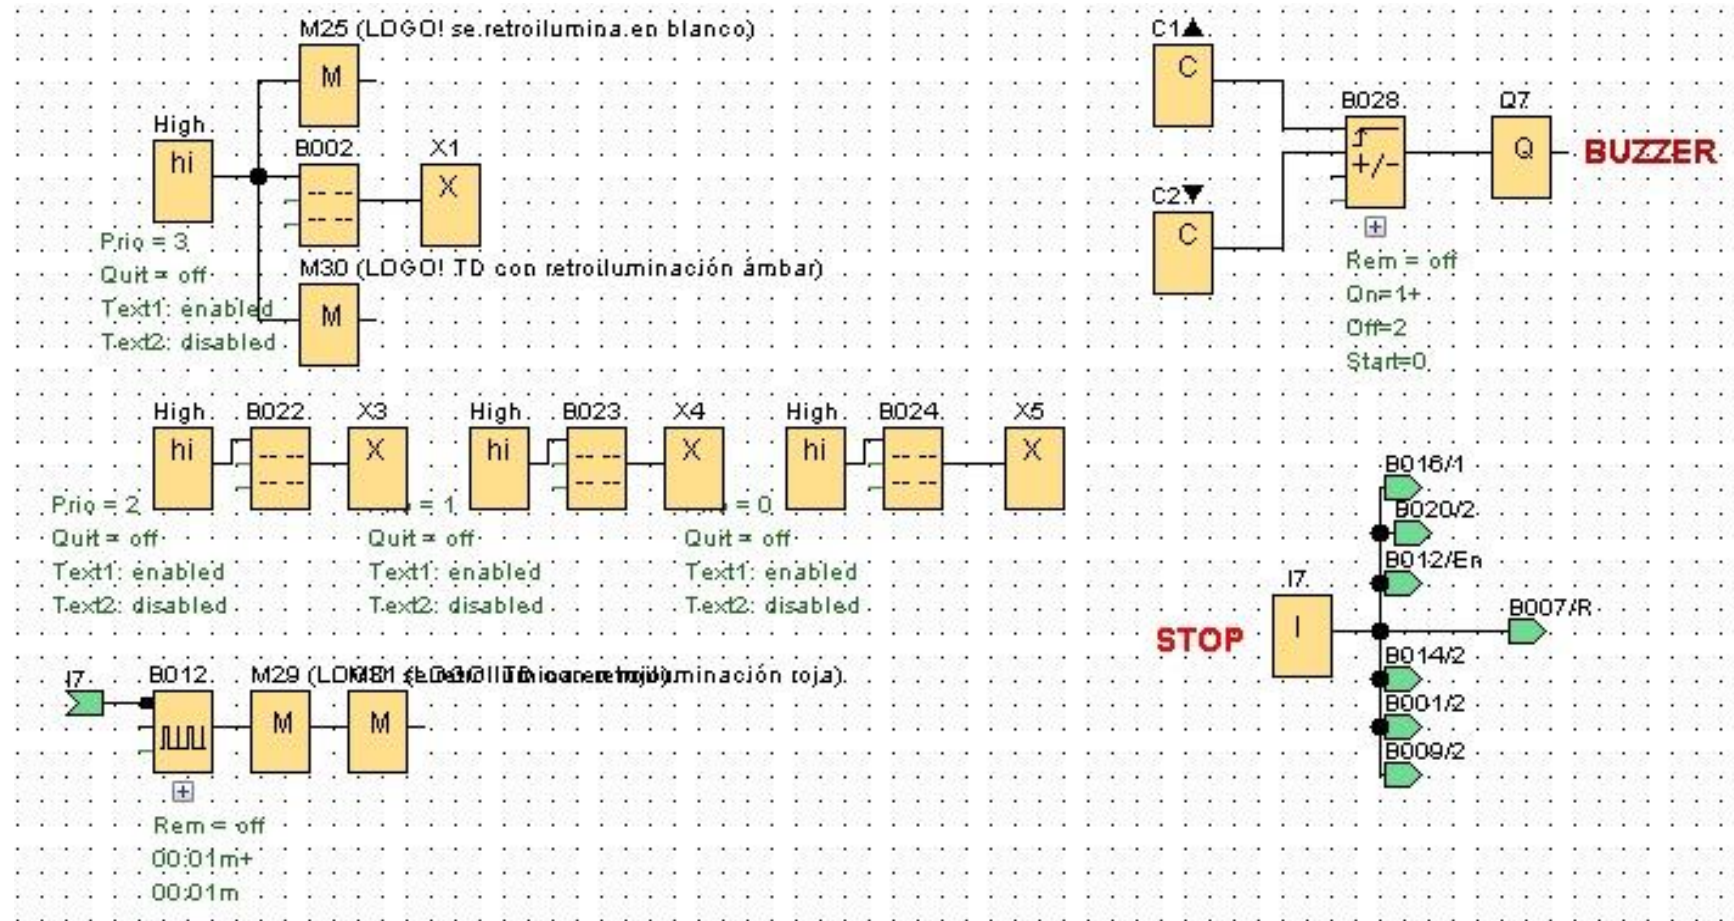 M25 (LOGO! se retroilumina en blanco)
High
hi
M
B002
X1
X
Prio = 3
Quit = off
Text1: enabled
Text2: disabled
M30 (LOGO! TD con retroiluminación ámbar)
M
C1▲
C
C2▼
C
B028
+/-
Q7
Q
BUZZER
Rem = off
On=1+
Off=2
Start=0
High
hi
B022
X3
X
High
hi
B023
X4
X
High
hi
B024
X5
X
Prio = 2
Quit = off
Text1: enabled
Text2: disabled
= 1
Quit = off
Text1: enabled
Text2: disabled
= 0
Quit = off
Text1: enabled
Text2: disabled
B016/1
B020/2
B012/En
I7
I
STOP
B007/R
B014/2
B001/2
B009/2
I7
B012
M29
M
M
Rem = off
00:01m+
00:01m